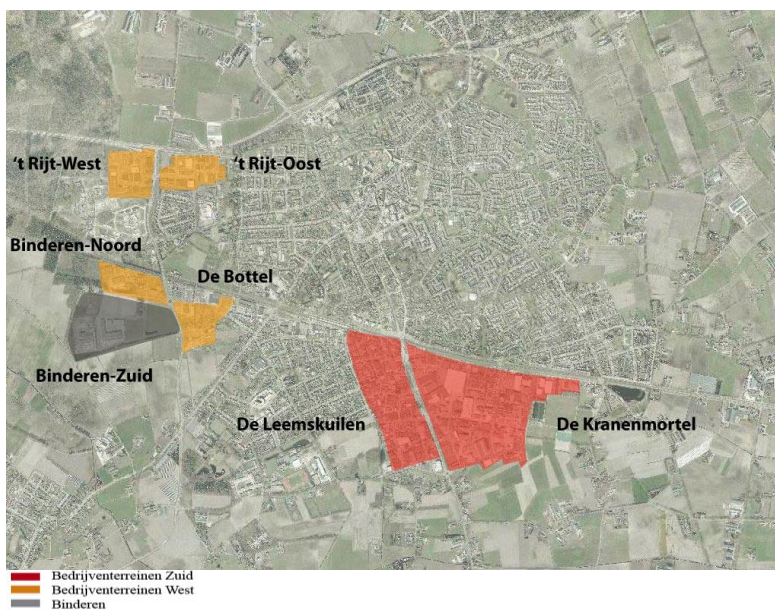 ‘t Rijt-West
‘t Rijt-Oost
Binderen-Noord
De Bottel
Binderen-Zuid
De Leemskuilen
De Kranenmortel
Bedrijventerreinen Zuid
Bedrijventerreinen West
Binderen